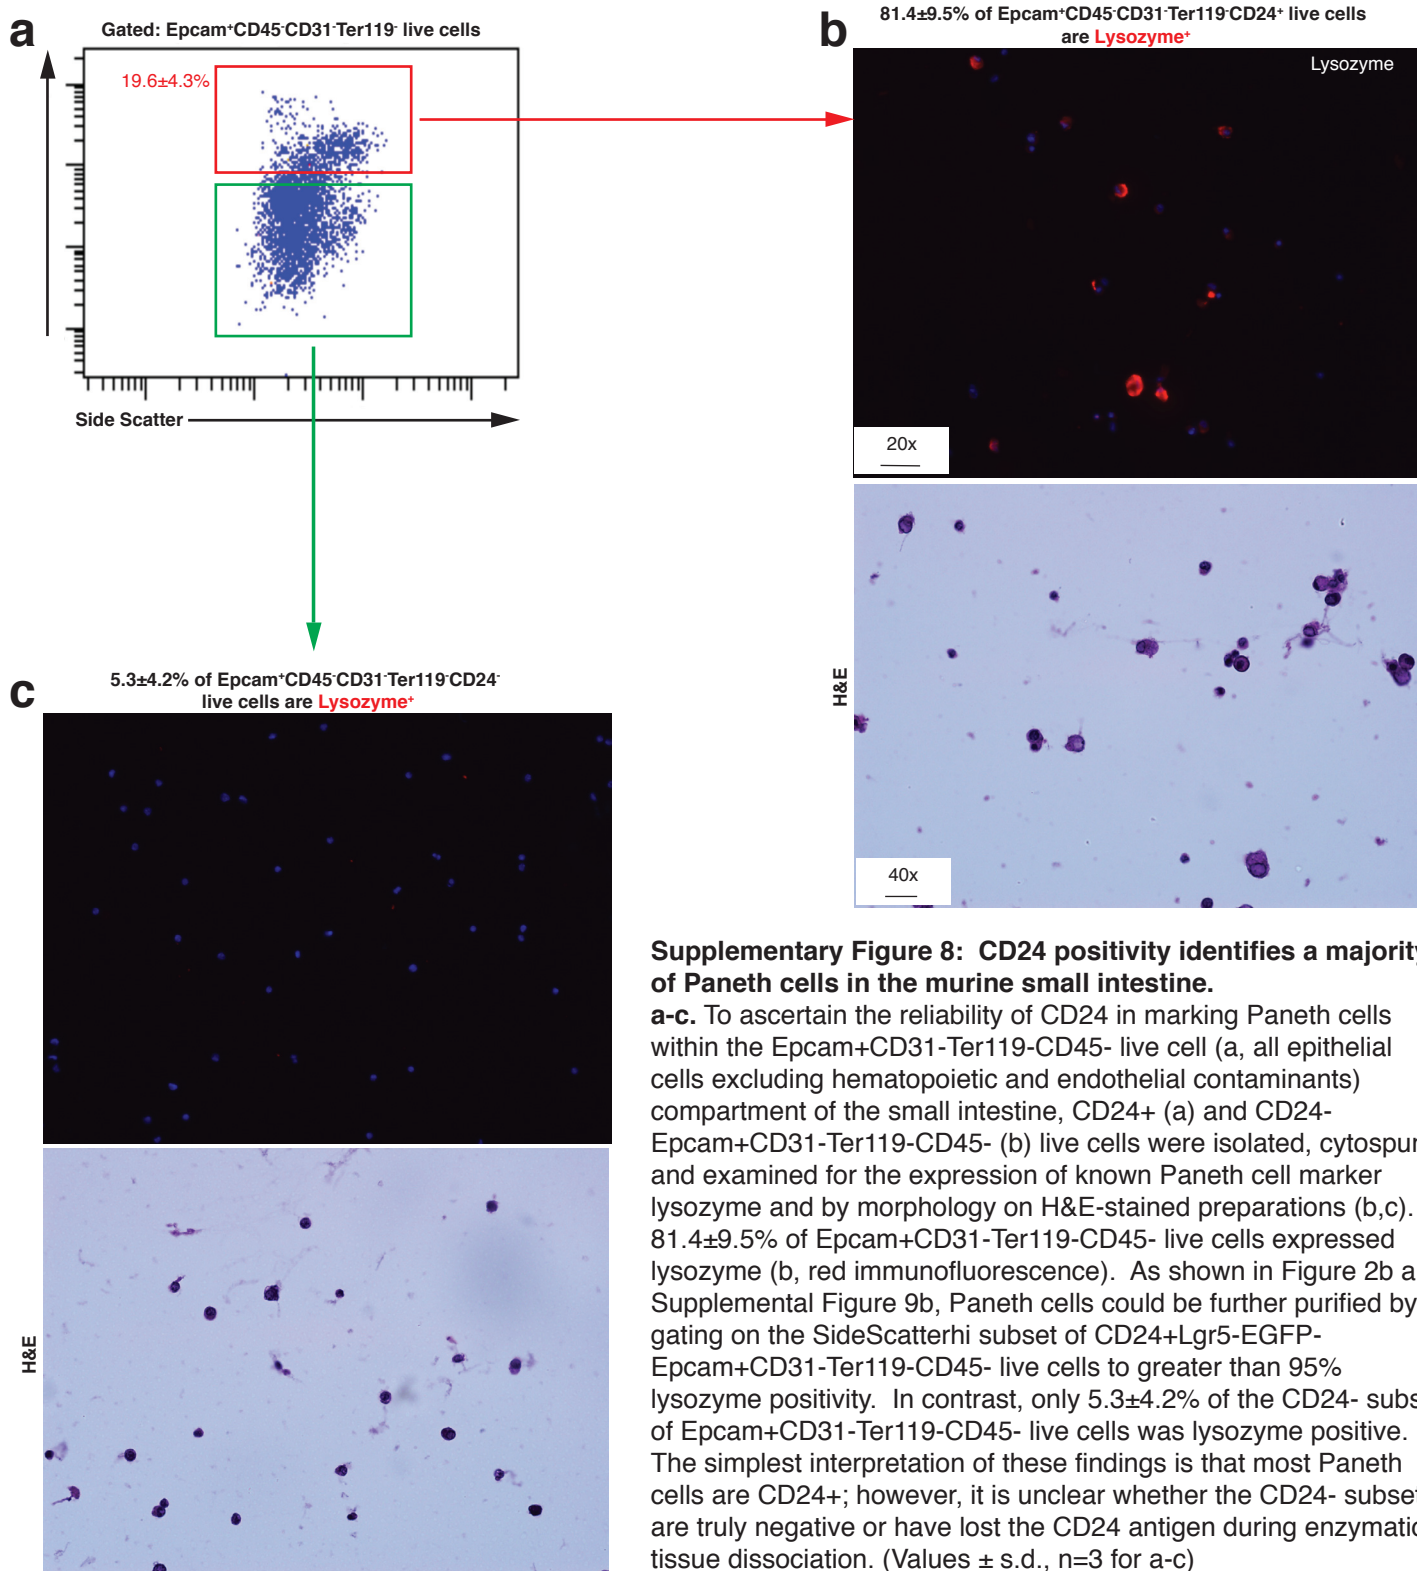 a
Gated: Epcam⁺CD45⁻CD31⁻Ter119⁻ live cells
19.6±4.3%
Side Scatter
b
81.4±9.5% of Epcam⁺CD45⁻CD31⁻Ter119⁻CD24⁺ live cells
are Lysozyme⁺
Lysozyme
20x
H&E
40x
c
5.3±4.2% of Epcam⁺CD45⁻CD31⁻Ter119⁻CD24⁻
live cells are Lysozyme⁺
H&E
Supplementary Figure 8: CD24 positivity identifies a majority
of Paneth cells in the murine small intestine.
a-c. To ascertain the reliability of CD24 in marking Paneth cells
within the Epcam+CD31-Ter119-CD45- live cell (a, all epithelial
cells excluding hematopoietic and endothelial contaminants)
compartment of the small intestine, CD24+ (a) and CD24-
Epcam+CD31-Ter119-CD45- (b) live cells were isolated, cytospun
and examined for the expression of known Paneth cell marker
lysozyme and by morphology on H&E-stained preparations (b,c).
81.4±9.5% of Epcam+CD31-Ter119-CD45- live cells expressed
lysozyme (b, red immunofluorescence). As shown in Figure 2b a
Supplemental Figure 9b, Paneth cells could be further purified by
gating on the SideScatterhi subset of CD24+Lgr5-EGFP-
Epcam+CD31-Ter119-CD45- live cells to greater than 95%
lysozyme positivity. In contrast, only 5.3±4.2% of the CD24- subs
of Epcam+CD31-Ter119-CD45- live cells was lysozyme positive.
The simplest interpretation of these findings is that most Paneth
cells are CD24+; however, it is unclear whether the CD24- subset
are truly negative or have lost the CD24 antigen during enzymatic
tissue dissociation. (Values ± s.d., n=3 for a-c)